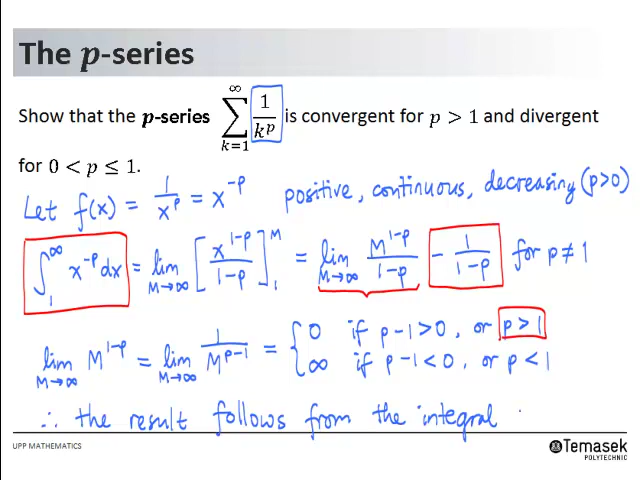 The p-series
Show that the p-series ∑_{k=1}^{∞} 1/k^p is convergent for p > 1 and divergent
for 0 < p ≤ 1.
Let f(x) = 1/x^p = x^{-p} positive, continuous, decreasing (p>0)
∫_1^∞ x^{-p} dx = lim_{M→∞} [x^{1-p}/(1-p)]_1^M = lim_{M→∞} M^{1-p}/(1-p) - 1/(1-p) for p ≠ 1
lim_{M→∞} M^{1-p} = lim_{M→∞} 1/M^{p-1} = { 0 if p-1>0, or p>1
∞ if p-1<0, or p<1
∴ the result follows from the integral
UPP MATHEMATICS
Temasek
POLYTECHNIC